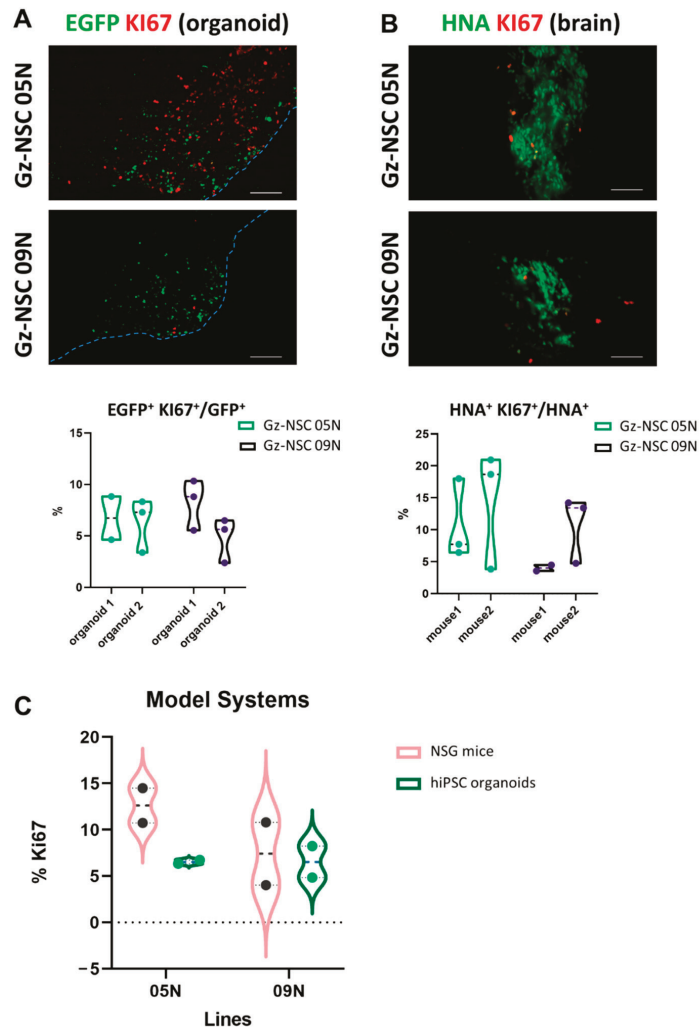 A
EGFP KI67 (organoid)
Gz-NSC 05N
Gz-NSC 09N
EGFP⁺ KI67⁺/GFP⁺
Gz-NSC 05N
Gz-NSC 09N
15
10
5
0
%
organoid 1
organoid 2
organoid 1
organoid 2
B
HNA KI67 (brain)
Gz-NSC 05N
Gz-NSC 09N
HNA⁺ KI67⁺/HNA⁺
Gz-NSC 05N
Gz-NSC 09N
25
20
15
10
5
0
%
mouse1
mouse2
mouse1
mouse2
C
Model Systems
NSG mice
hiPSC organoids
20
15
10
5
0
−5
% Ki67
05N
09N
Lines